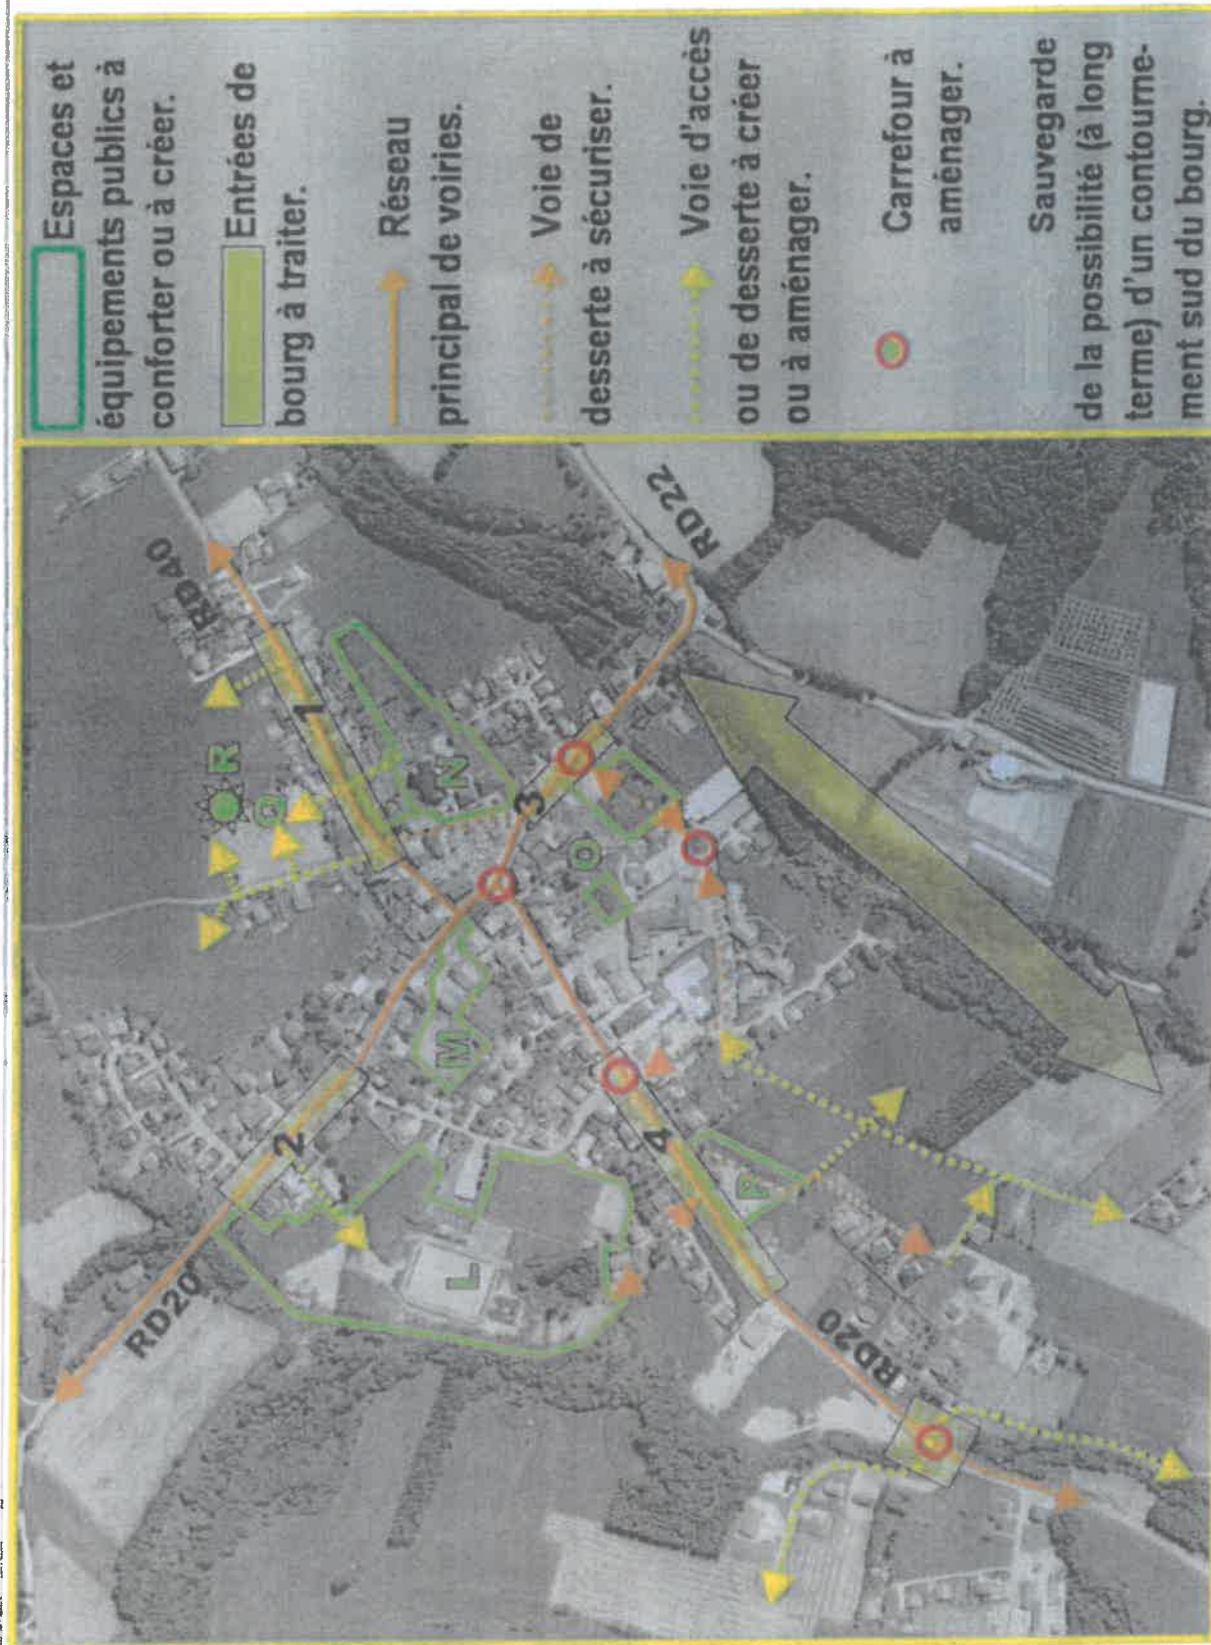 Espaces et
équipements publics à
conforter ou à créer.
Entrées de
bourg à traiter.
Réseau
principal de voiries.
Voie de
desserte à sécuriser.
Voie d'accès
ou de desserte à créer
ou à aménager.
Carrefour à
aménager.
Sauvegarde
de la possibilité (à long
terme) d'un contourne-
ment sud du bourg.
RD20
2
L
M
1
RD40
Q
R
N
3
O
RD22
4
P
RD20